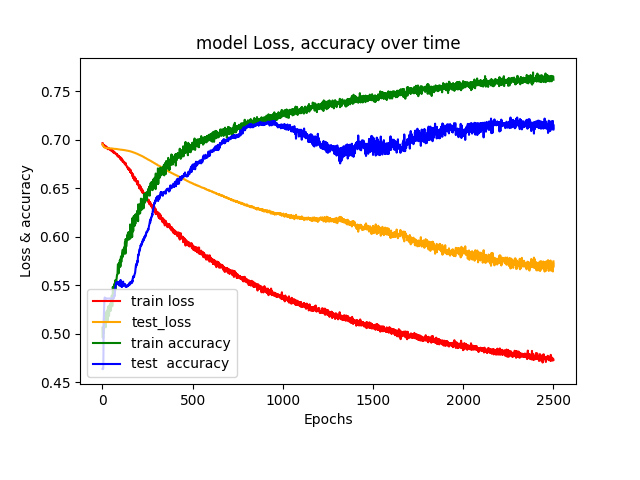 model Loss, accuracy over time
Loss & accuracy
0.75
0.70
0.65
0.60
0.55
0.50
0.45
train loss
test_loss
train accuracy
test  accuracy
0 500 1000 1500 2000 2500
Epochs